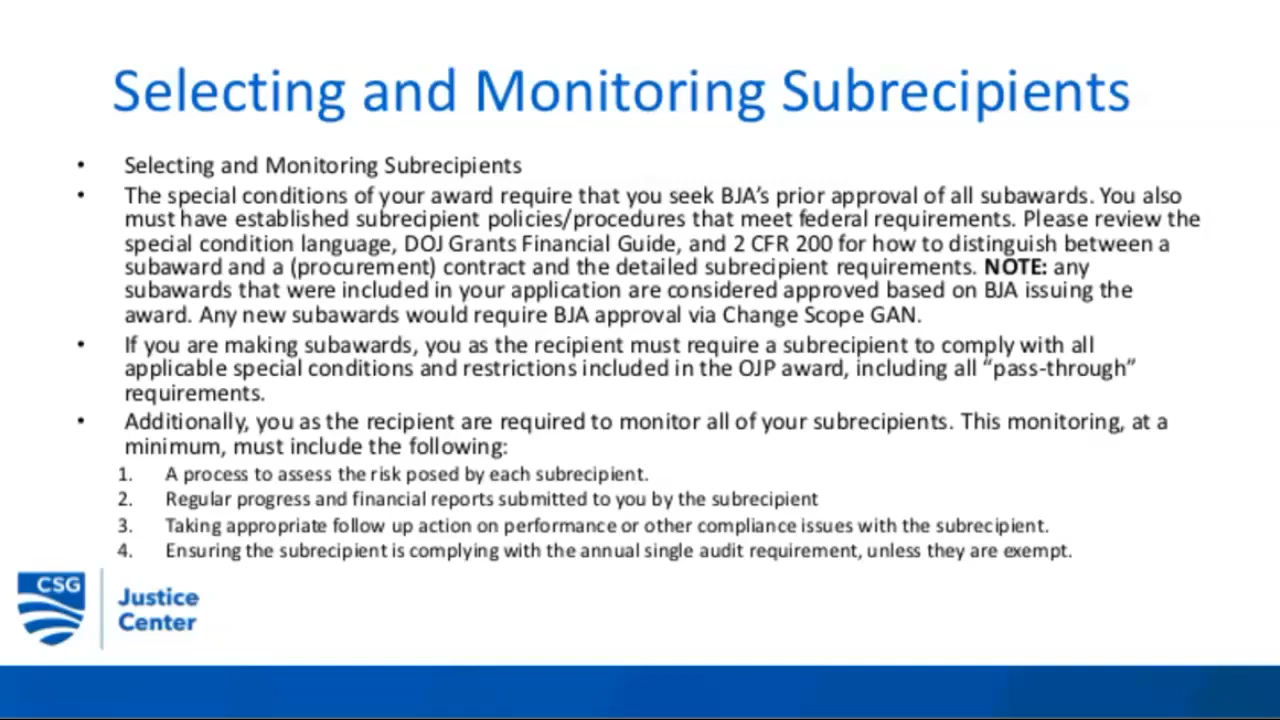 Selecting and Monitoring Subrecipients
• Selecting and Monitoring Subrecipients
• The special conditions of your award require that you seek BJA’s prior approval of all subawards. You also
must have established subrecipient policies/procedures that meet federal requirements. Please review the
special condition language, DOJ Grants Financial Guide, and 2 CFR 200 for how to distinguish between a
subaward and a (procurement) contract and the detailed subrecipient requirements. NOTE: any
subawards that were included in your application are considered approved based on BJA issuing the
award. Any new subawards would require BJA approval via Change Scope GAN.
• If you are making subawards, you as the recipient must require a subrecipient to comply with all
applicable special conditions and restrictions included in the OJP award, including all “pass-through”
requirements.
• Additionally, you as the recipient are required to monitor all of your subrecipients. This monitoring, at a
minimum, must include the following:
1. A process to assess the risk posed by each subrecipient.
2. Regular progress and financial reports submitted to you by the subrecipient
3. Taking appropriate follow up action on performance or other compliance issues with the subrecipient.
4. Ensuring the subrecipient is complying with the annual single audit requirement, unless they are exempt.
CSG
Justice
Center